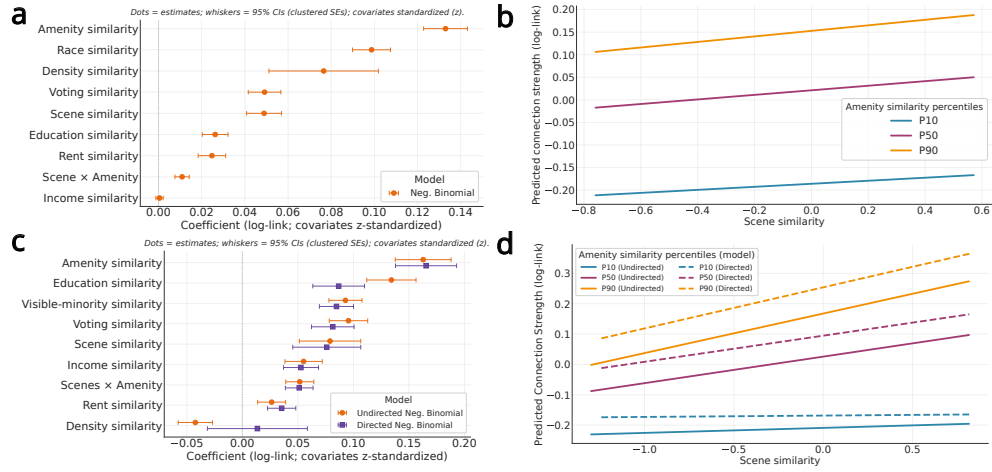 a
Dots = estimates; whiskers = 95% CIs (clustered SEs); covariates standardized (z).
Amenity similarity
Race similarity
Density similarity
Voting similarity
Scene similarity
Education similarity
Rent similarity
Scene × Amenity
Income similarity
Model
Neg. Binomial
0.00 0.02 0.04 0.06 0.08 0.10 0.12 0.14
Coefficient (log-link; covariates z-standardized)
b
Predicted connection strength (log-link)
0.20
0.15
0.10
0.05
0.00
−0.05
−0.10
−0.15
−0.20
Amenity similarity percentiles
P10
P50
P90
−0.8 −0.6 −0.4 −0.2 0.0 0.2 0.4 0.6
Scene similarity
c
Dots = estimates; whiskers = 95% CIs (clustered SEs); covariates standardized (z).
Amenity similarity
Education similarity
Visible-minority similarity
Voting similarity
Scene similarity
Income similarity
Scenes × Amenity
Rent similarity
Density similarity
Model
Undirected Neg. Binomial
Directed Neg. Binomial
−0.05 0.00 0.05 0.10 0.15 0.20
Coefficient (log-link; covariates z-standardized)
d
Predicted Connection Strength (log-link)
0.3
0.2
0.1
0.0
−0.1
−0.2
Amenity similarity percentiles (model)
P10 (Undirected) P10 (Directed)
P50 (Undirected) P50 (Directed)
P90 (Undirected) P90 (Directed)
−1.0 −0.5 0.0 0.5
Scene similarity